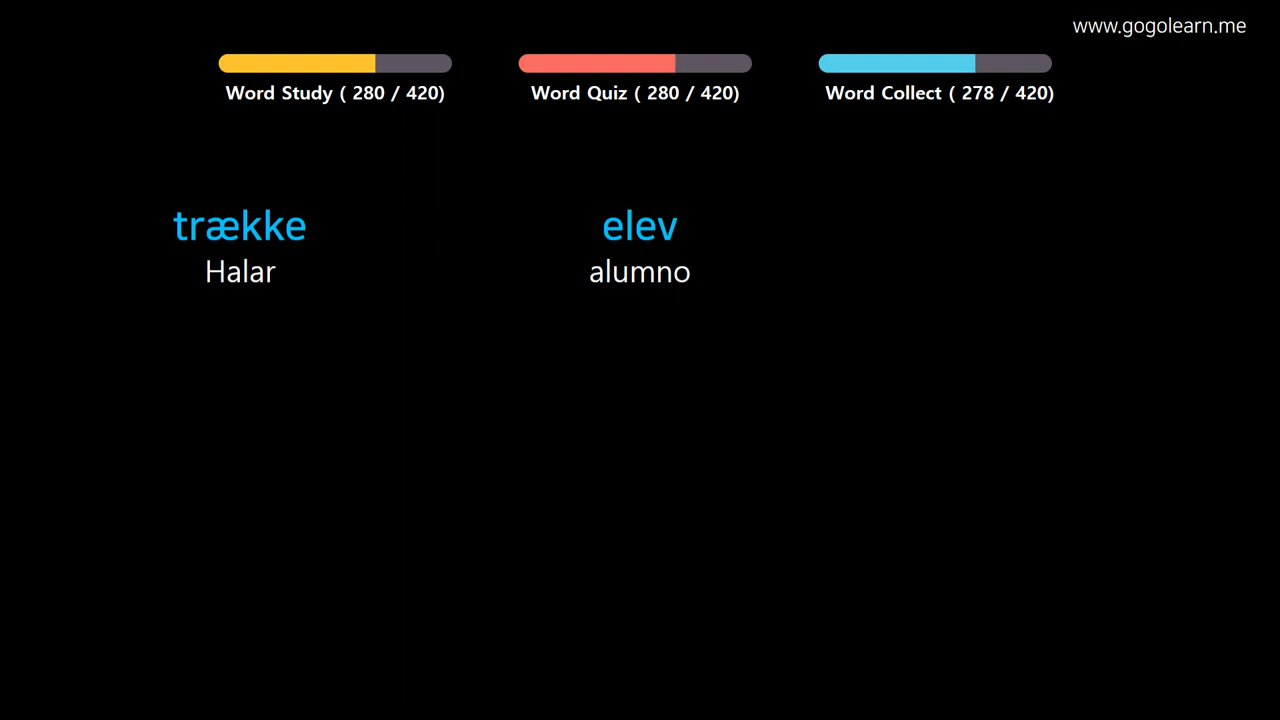 www.gogolearn.me
Word Study ( 280 / 420)
Word Quiz ( 280 / 420)
Word Collect ( 278 / 420)
trække
Halar
elev
alumno